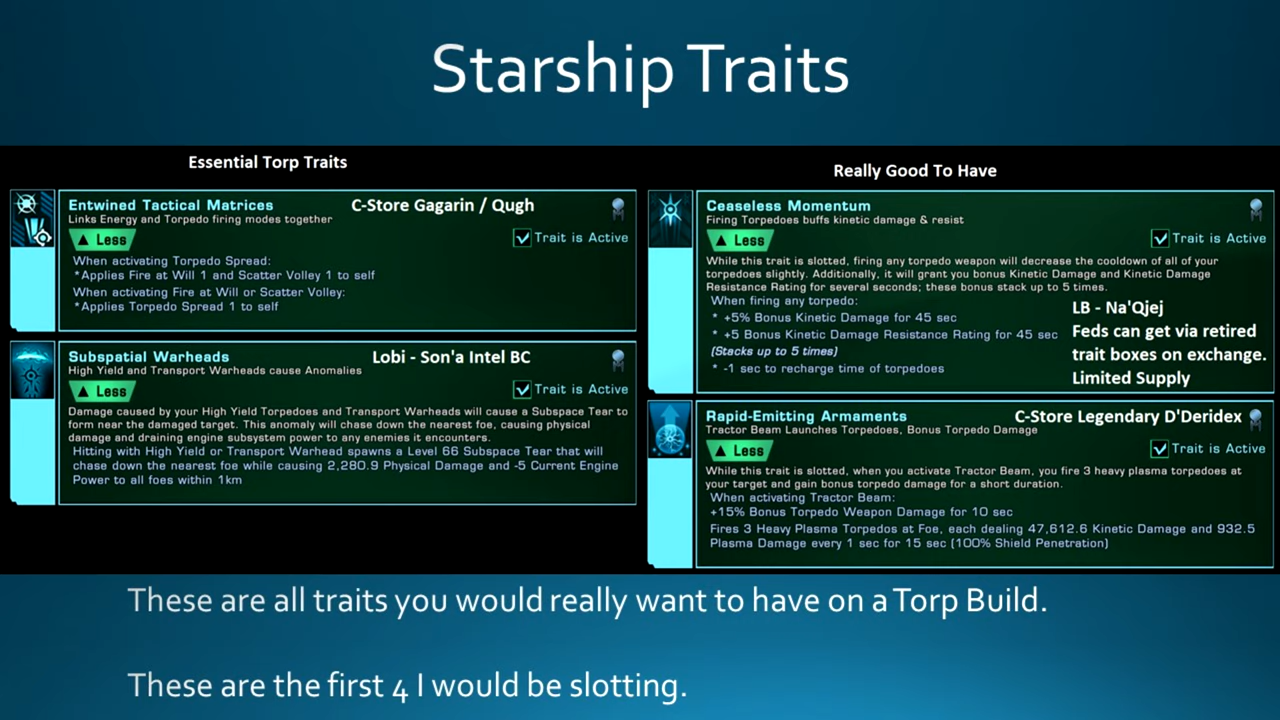 Starship Traits
Essential Torp Traits
Entwined Tactical Matrices
C-Store Gagarin / Qugh
Links Energy and Torpedo firing modes together
Less
Trait is Active
When activating Torpedo Spread:
*Applies Fire at Will 1 and Scatter Volley 1 to self
When activating Fire at Will or Scatter Volley:
*Applies Torpedo Spread 1 to self
Subspatial Warheads
Lobi - Son'a Intel BC
High Yield and Transport Warheads cause Anomalies
Less
Trait is Active
Damage caused by your High Yield Torpedoes and Transport Warheads will cause a Subspace Tear to
form near the damaged target. This anomaly will chase down the nearest foe, causing physical
damage and draining engine subsystem power to any enemies it encounters.
Hitting with High Yield or Transport Warhead spawns a Level 66 Subspace Tear that will
chase down the nearest foe while causing 2,280.9 Physical Damage and -5 Current Engine
Power to all foes within 1km
Really Good To Have
Ceaseless Momentum
Firing Torpedoes buffs kinetic damage & resist
Less
Trait is Active
While this trait is slotted, firing any torpedo weapon will decrease the cooldown of all of your
torpedoes slightly. Additionally, it will grant you bonus Kinetic Damage and Kinetic Damage
Resistance Rating for several seconds; these bonus stack up to 5 times.
When firing any torpedo:
* +5% Bonus Kinetic Damage for 45 sec
* +5 Bonus Kinetic Damage Resistance Rating for 45 sec
(Stacks up to 5 times)
* -1 sec to recharge time of torpedoes
LB - Na'Qjej
Feds can get via retired
trait boxes on exchange.
Limited Supply
Rapid-Emitting Armaments
C-Store Legendary D'Deridex
Tractor Beam Launches Torpedoes, Bonus Torpedo Damage
Less
Trait is Active
While this trait is slotted, when you activate Tractor Beam, you fire 3 heavy plasma torpedoes at
your target and gain bonus torpedo damage for a short duration.
When activating Tractor Beam:
+15% Bonus Torpedo Weapon Damage for 10 sec
Fires 3 Heavy Plasma Torpedos at Foe, each dealing 47,612.6 Kinetic Damage and 932.5
Plasma Damage every 1 sec for 15 sec (100% Shield Penetration)
These are all traits you would really want to have on a Torp Build.
These are the first 4 I would be slotting.